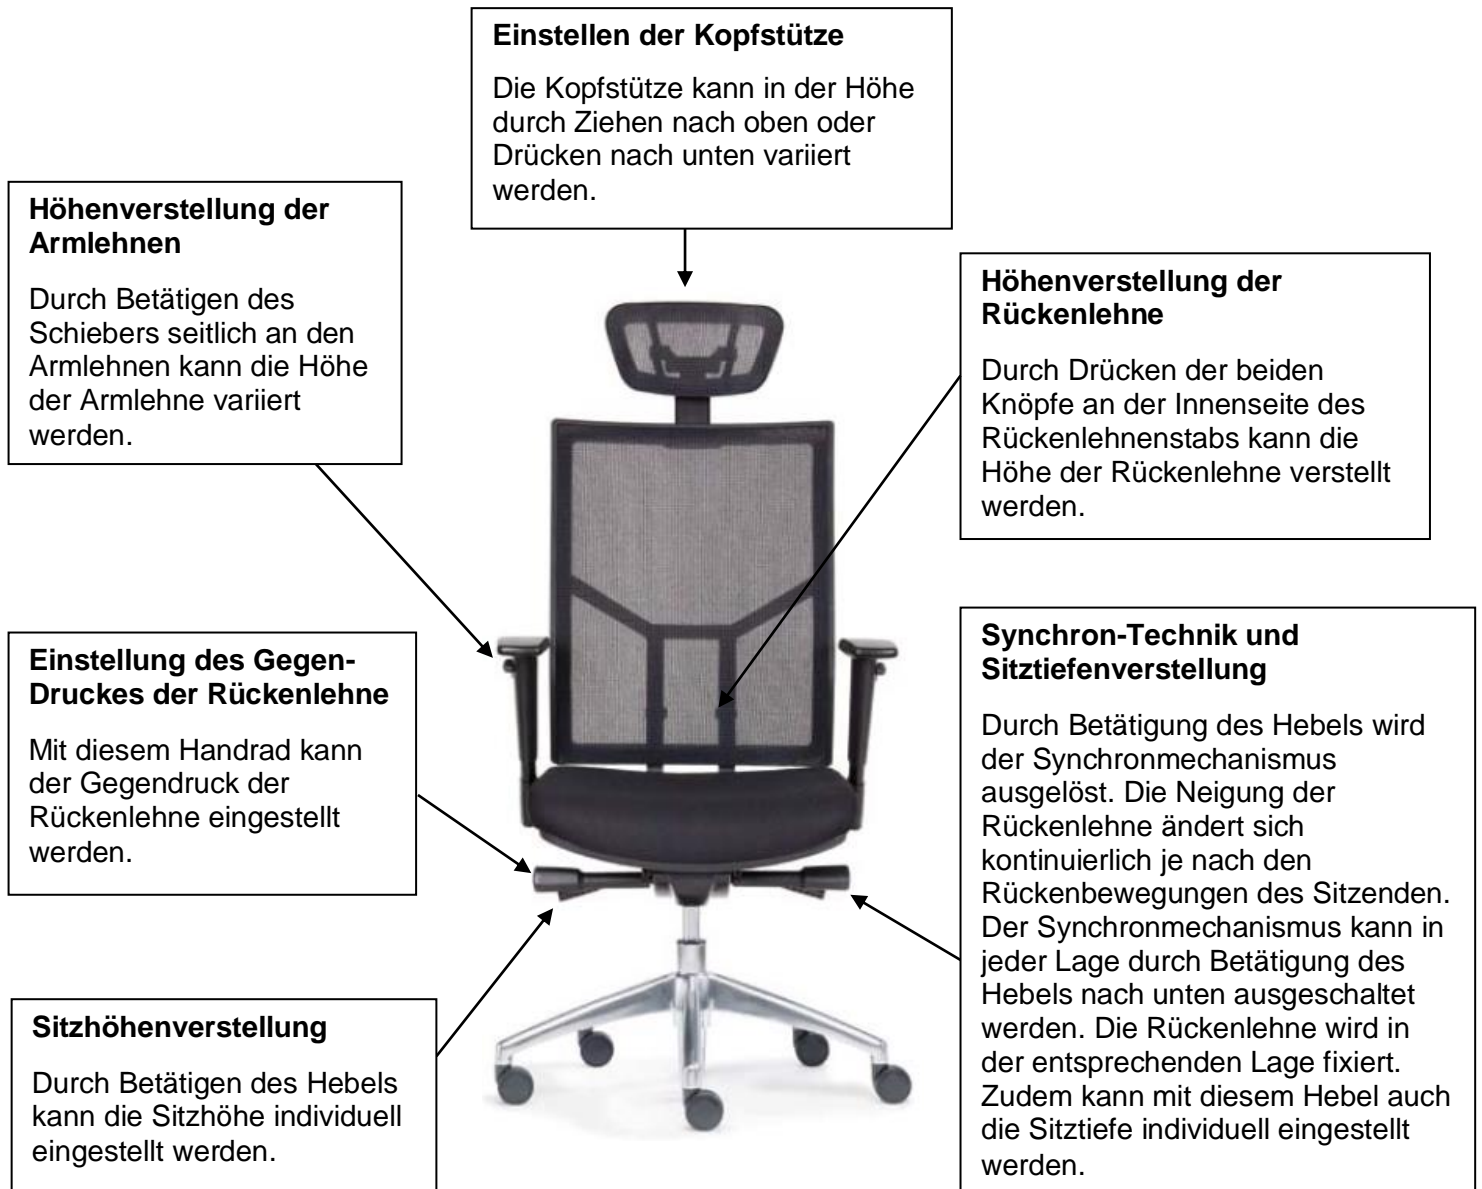 Einstellen der Kopfstütze
Die Kopfstütze kann in der Höhe
durch Ziehen nach oben oder
Drücken nach unten variiert
werden.
Höhenverstellung der
Armlehnen
Durch Betätigen des
Schiebers seitlich an den
Armlehnen kann die Höhe
der Armlehne variiert
werden.
Höhenverstellung der
Rückenlehne
Durch Drücken der beiden
Knöpfe an der Innenseite des
Rückenlehnenstabs kann die
Höhe der Rückenlehne verstellt
werden.
Einstellung des Gegen-
Druckes der Rückenlehne
Mit diesem Handrad kann
der Gegendruck der
Rückenlehne eingestellt
werden.
Synchron-Technik und
Sitztiefenverstellung
Durch Betätigung des Hebels wird
der Synchronmechanismus
ausgelöst. Die Neigung der
Rückenlehne ändert sich
kontinuierlich je nach den
Rückenbewegungen des Sitzenden.
Der Synchronmechanismus kann in
jeder Lage durch Betätigung des
Hebels nach unten ausgeschaltet
werden. Die Rückenlehne wird in
der entsprechenden Lage fixiert.
Zudem kann mit diesem Hebel auch
die Sitztiefe individuell eingestellt
werden.
Sitzhöhenverstellung
Durch Betätigen des Hebels
kann die Sitzhöhe individuell
eingestellt werden.